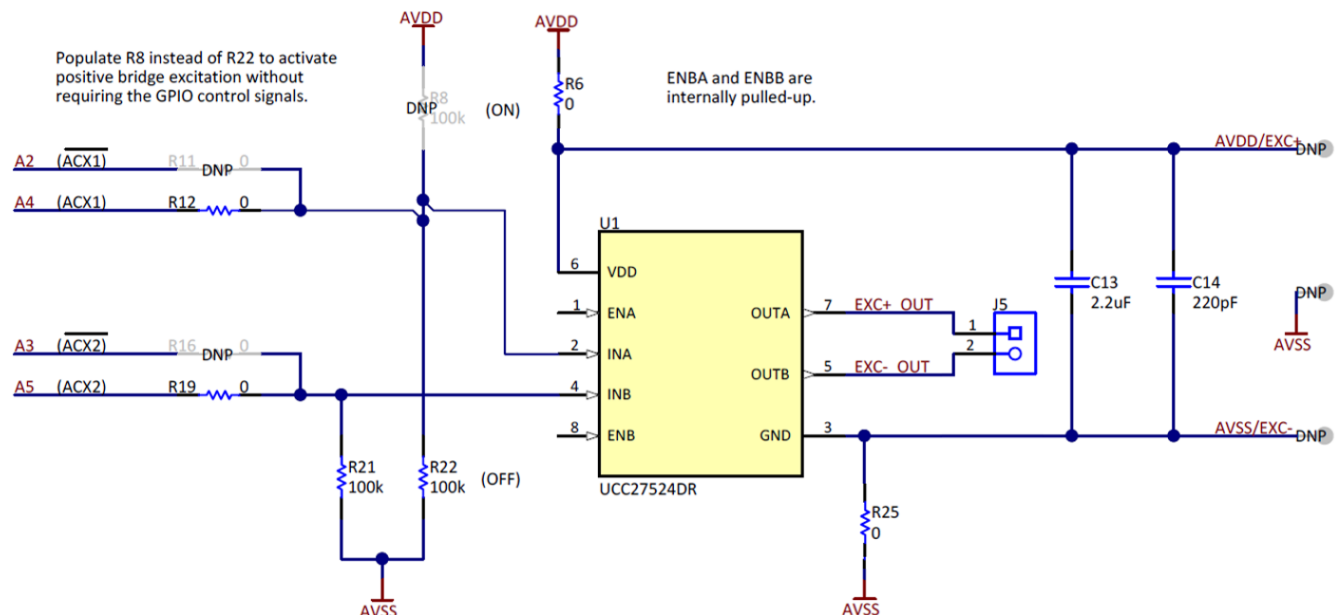 AVDD
AVDD
Populate R8 instead of R22 to activate
positive bridge excitation without
requiring the GPIO control signals.
R8
DNP
100k
(ON)
R6
0
ENBA and ENBB are
internally pulled-up.
A2 (ACX1) R11 DNP 0
A4 (ACX1) R12 0
AVDD/EXC+ DNP
U1
6 VDD
1 ENA
2 INA
4 INB
8 ENB
OUTA 7 EXC+ OUT
OUTB 5 EXC- OUT
GND 3
UCC27524DR
J5
1
2
C13
2.2uF
C14
220pF
DNP
AVSS
A3 (ACX2) R16 DNP 0
A5 (ACX2) R19 0
AVSS/EXC- DNP
R21
100k
R22
100k
(OFF)
R25
0
AVSS
AVSS